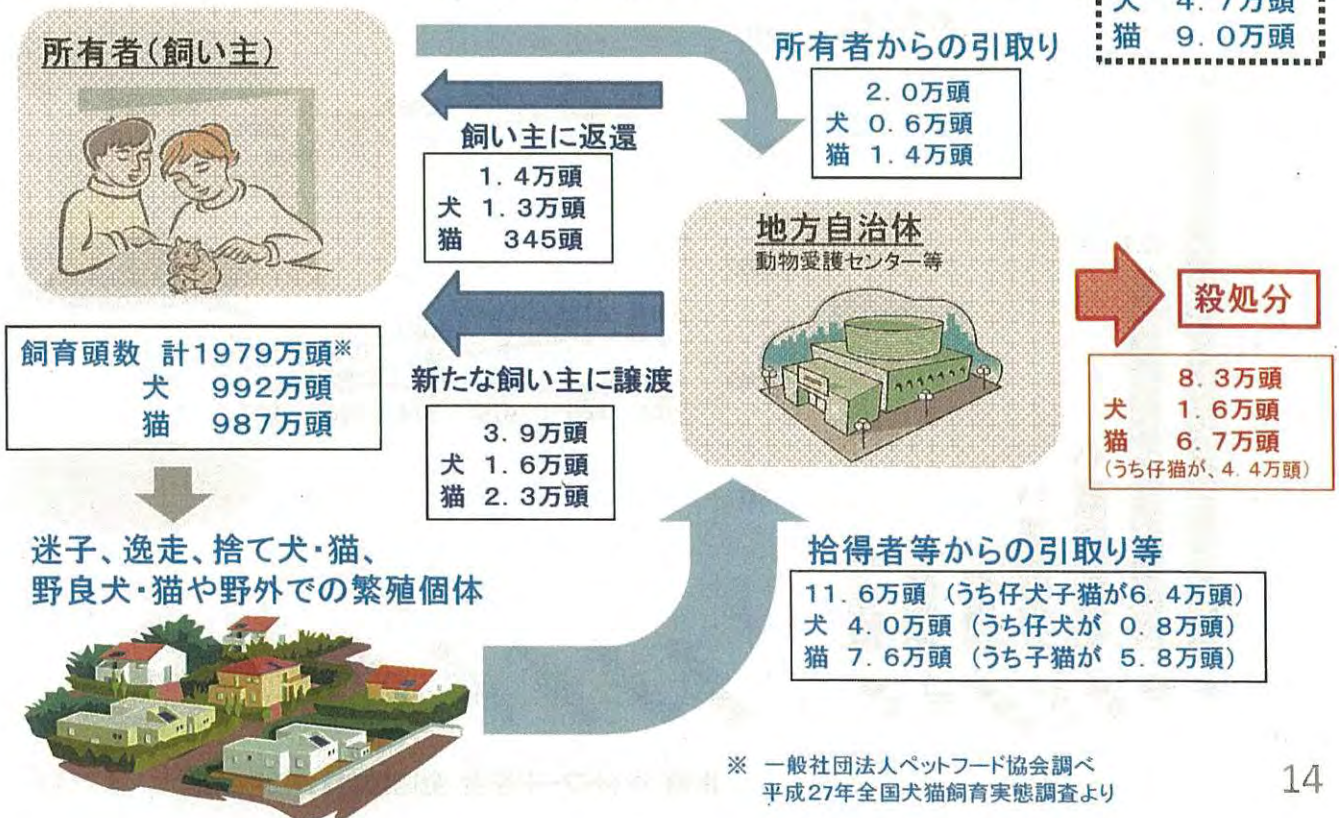 犬 4.7万頭
猫 9.0万頭
所有者(飼い主)
所有者からの引取り
2.0万頭
犬 0.6万頭
猫 1.4万頭
飼い主に返還
1.4万頭
犬 1.3万頭
猫 345頭
地方自治体
動物愛護センター等
殺処分
8.3万頭
犬 1.6万頭
猫 6.7万頭
(うち仔猫が、4.4万頭)
飼育頭数 計1979万頭※
犬 992万頭
猫 987万頭
新たな飼い主に譲渡
3.9万頭
犬 1.6万頭
猫 2.3万頭
迷子、逸走、捨て犬・猫、
野良犬・猫や野外での繁殖個体
拾得者等からの引取り等
11.6万頭 (うち仔犬子猫が6.4万頭)
犬 4.0万頭 (うち仔犬が 0.8万頭)
猫 7.6万頭 (うち子猫が 5.8万頭)
※ 一般社団法人ペットフード協会調べ
平成27年全国犬猫飼育実態調査より
14